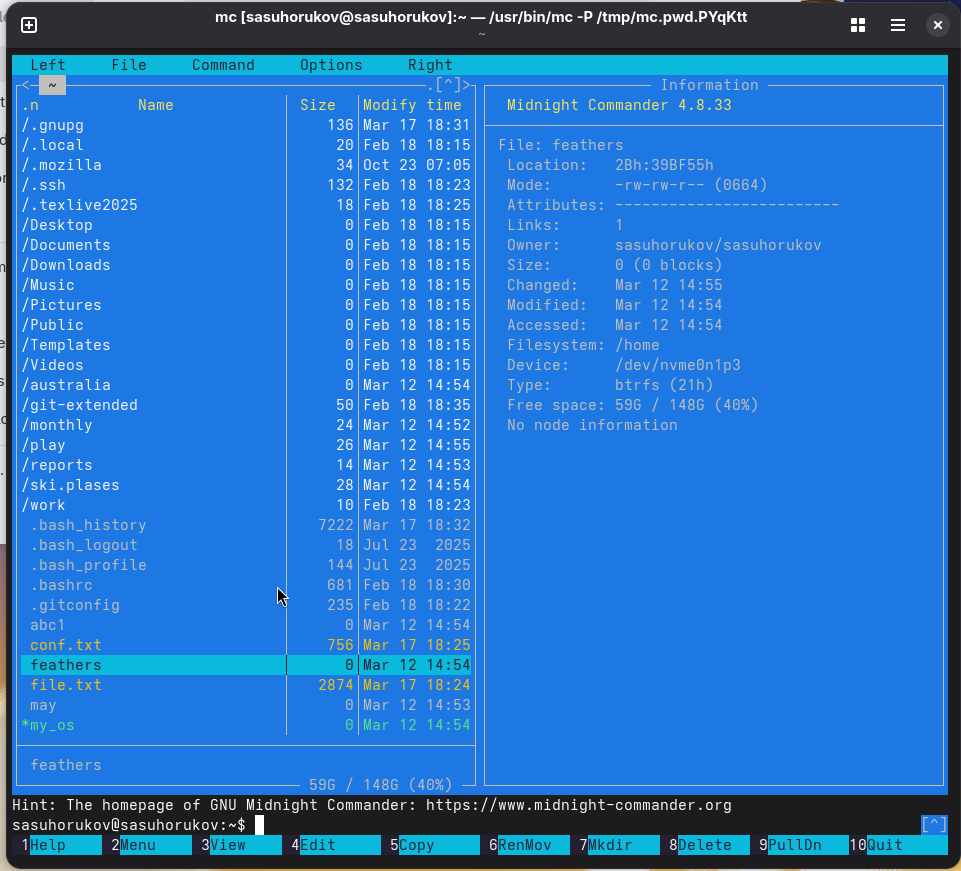 mc [sasuhorukov@sasuhorukov]:~ — /usr/bin/mc -P /tmp/mc.pwd.PYqKtt
~
Left File Command Options Right
<─ ~ .[^]>
.n Name Size Modify time
/.gnupg 136 Mar 17 18:31
/.local 20 Feb 18 18:15
/.mozilla 34 Oct 23 07:05
/.ssh 132 Feb 18 18:23
/.texlive2025 18 Feb 18 18:25
/Desktop 0 Feb 18 18:15
/Documents 0 Feb 18 18:15
/Downloads 0 Feb 18 18:15
/Music 0 Feb 18 18:15
/Pictures 0 Feb 18 18:15
/Public 0 Feb 18 18:15
/Templates 0 Feb 18 18:15
/Videos 0 Feb 18 18:15
/australia 0 Mar 12 14:54
/git-extended 50 Feb 18 18:35
/monthly 24 Mar 12 14:52
/play 26 Mar 12 14:55
/reports 14 Mar 12 14:53
/ski.plases 28 Mar 12 14:54
/work 10 Feb 18 18:23
.bash_history 7222 Mar 17 18:32
.bash_logout 18 Jul 23 2025
.bash_profile 144 Jul 23 2025
.bashrc 681 Feb 18 18:30
.gitconfig 235 Feb 18 18:22
abc1 0 Mar 12 14:54
conf.txt 756 Mar 17 18:25
feathers 0 Mar 12 14:54
file.txt 2874 Mar 17 18:24
may 0 Mar 12 14:53
*my_os 0 Mar 12 14:54
feathers
59G / 148G (40%)
Information
Midnight Commander 4.8.33
File: feathers
Location: 2Bh:39BF55h
Mode: -rw-rw-r-- (0664)
Attributes: -------------------------
Links: 1
Owner: sasuhorukov/sasuhorukov
Size: 0 (0 blocks)
Changed: Mar 12 14:55
Modified: Mar 12 14:54
Accessed: Mar 12 14:54
Filesystem: /home
Device: /dev/nvme0n1p3
Type: btrfs (21h)
Free space: 59G / 148G (40%)
No node information
Hint: The homepage of GNU Midnight Commander: https://www.midnight-commander.org
sasuhorukov@sasuhorukov:~$ [^]
1Help 2Menu 3View 4Edit 5Copy 6RenMov 7Mkdir 8Delete 9PullDn 10Quit